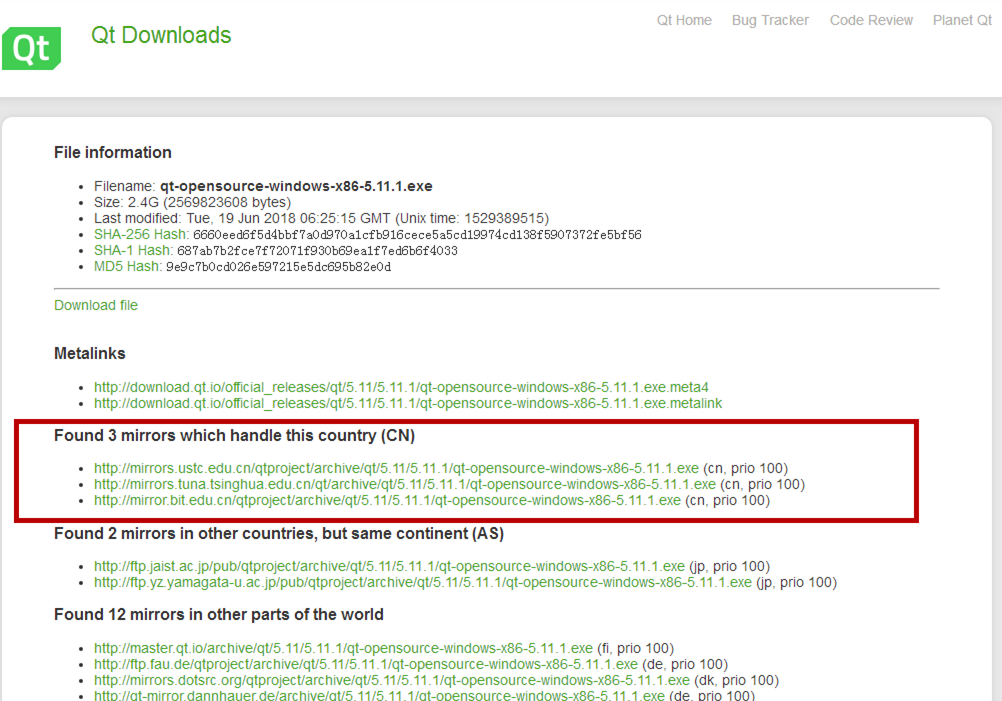 Qt Home Bug Tracker Code Review Planet Qt
Qt Qt Downloads
File information
Filename: qt-opensource-windows-x86-5.11.1.exe
Size: 2.4G (2569823608 bytes)
Last modified: Tue, 19 Jun 2018 06:25:15 GMT (Unix time: 1529389515)
SHA-256 Hash: 6660eed6f5d4bbf7a0d970a1cfb916cece5a5cd19974cd138f5907372fe5bf56
SHA-1 Hash: 687ab7b2fce7f72071f930b69ea1f7ed6b6f4033
MD5 Hash: 9e9c7b0cd026e597215e5dc695b82e0d
Download file
Metalinks
http://download.qt.io/official_releases/qt/5.11/5.11.1/qt-opensource-windows-x86-5.11.1.exe.meta4
http://download.qt.io/official_releases/qt/5.11/5.11.1/qt-opensource-windows-x86-5.11.1.exe.metalink
Found 3 mirrors which handle this country (CN)
http://mirrors.ustc.edu.cn/qtproject/archive/qt/5.11/5.11.1/qt-opensource-windows-x86-5.11.1.exe (cn, prio 100)
http://mirrors.tuna.tsinghua.edu.cn/qt/archive/qt/5.11/5.11.1/qt-opensource-windows-x86-5.11.1.exe (cn, prio 100)
http://mirror.bit.edu.cn/qtproject/archive/qt/5.11/5.11.1/qt-opensource-windows-x86-5.11.1.exe (cn, prio 100)
Found 2 mirrors in other countries, but same continent (AS)
http://ftp.jaist.ac.jp/pub/qtproject/archive/qt/5.11/5.11.1/qt-opensource-windows-x86-5.11.1.exe (jp, prio 100)
http://ftp.yz.yamagata-u.ac.jp/pub/qtproject/archive/qt/5.11/5.11.1/qt-opensource-windows-x86-5.11.1.exe (jp, prio 100)
Found 12 mirrors in other parts of the world
http://master.qt.io/archive/qt/5.11/5.11.1/qt-opensource-windows-x86-5.11.1.exe (fi, prio 100)
http://ftp.fau.de/qtproject/archive/qt/5.11/5.11.1/qt-opensource-windows-x86-5.11.1.exe (de, prio 100)
http://mirrors.dotsrc.org/qtproject/archive/qt/5.11/5.11.1/qt-opensource-windows-x86-5.11.1.exe (dk, prio 100)
http://qt-mirror.dannhauer.de/archive/qt/5.11/5.11.1/qt-opensource-windows-x86-5.11.1.exe (de, prio 100)